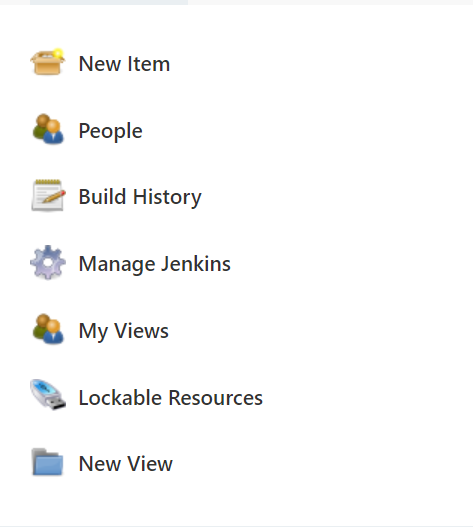 New Item
People
Build History
Manage Jenkins
My Views
Lockable Resources
New View